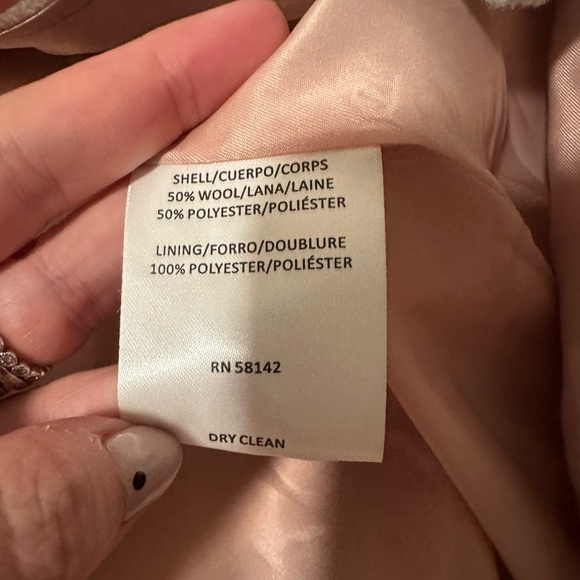 SHELL/CUERPO/CORPS
50% WOOL/LANA/LAINE
50% POLYESTER/POLIÉSTER
LINING/FORRO/DOUBLURE
100% POLYESTER/POLIÉSTER
RN 58142
DRY CLEAN